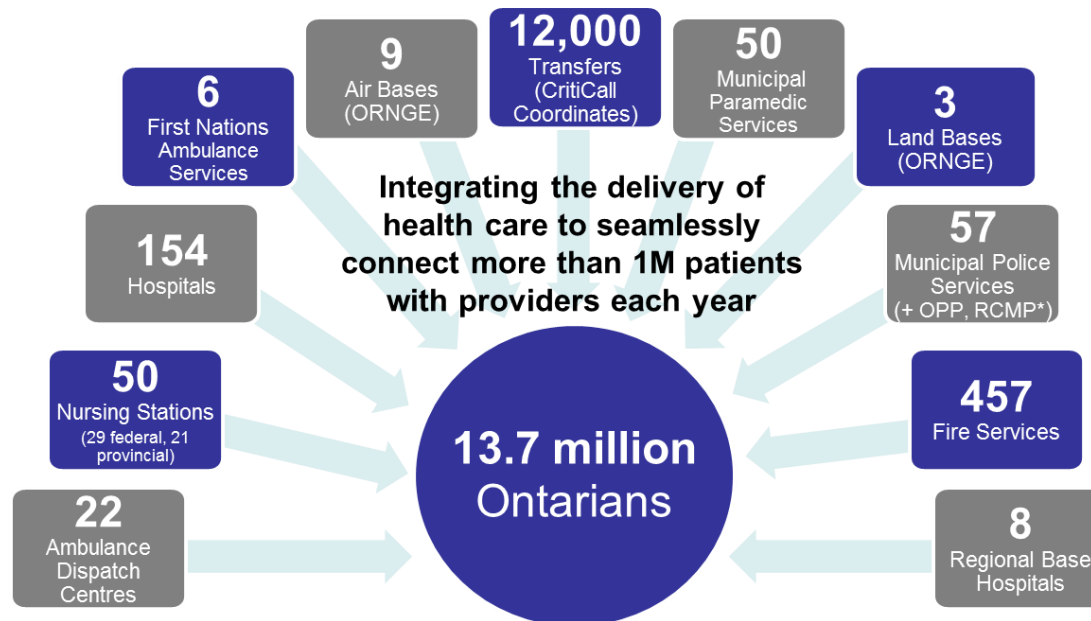 12,000
Transfers
(CritiCall
Coordinates)
9
Air Bases
(ORNGE)
50
Municipal
Paramedic
Services
6
First Nations
Ambulance
Services
3
Land Bases
(ORNGE)
Integrating the delivery of
health care to seamlessly
connect more than 1M patients
with providers each year
154
Hospitals
57
Municipal Police
Services
(+ OPP, RCMP*)
50
Nursing Stations
(29 federal, 21
provincial)
457
Fire Services
13.7 million
Ontarians
22
Ambulance
Dispatch
Centres
8
Regional Base
Hospitals